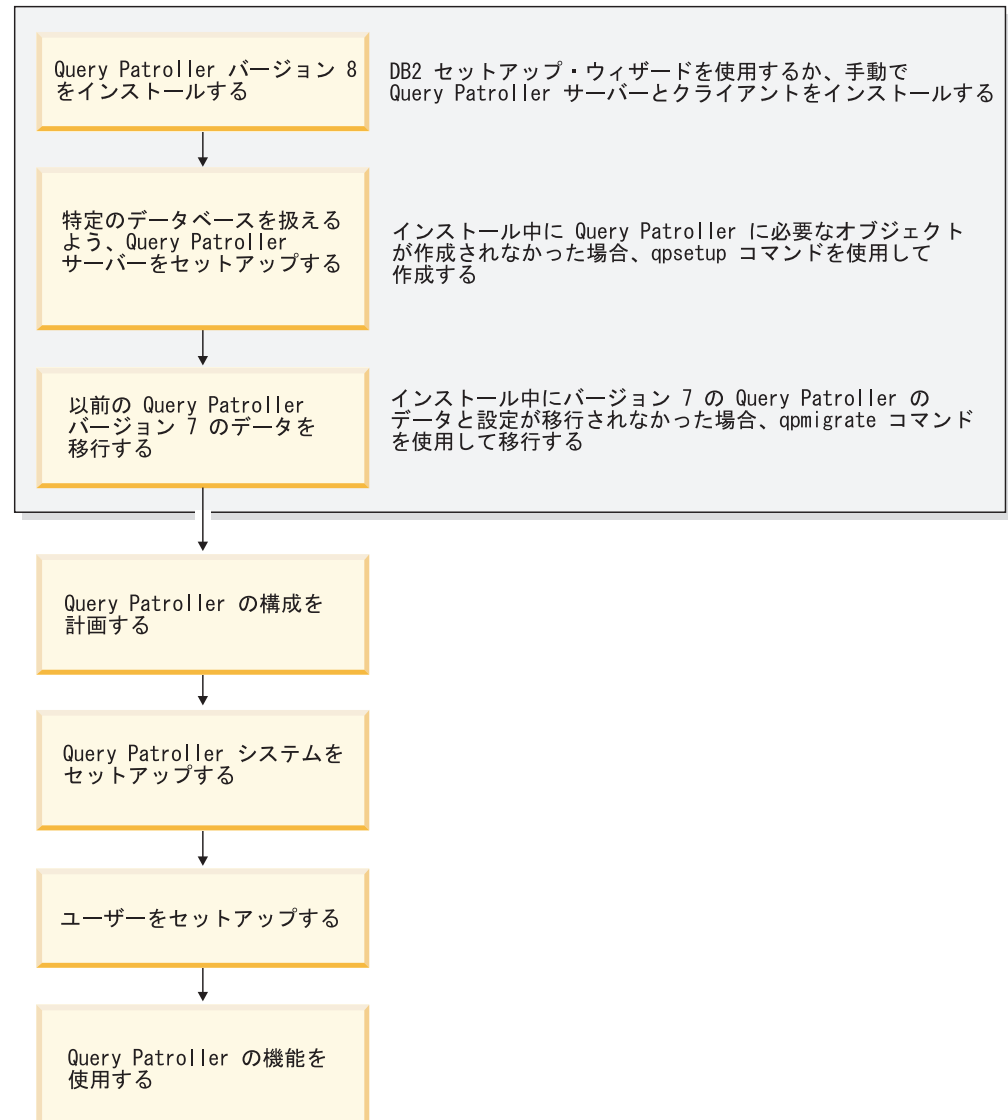 Query Patroller バージョン 8
をインストールする
DB2 セットアップ・ウィザードを使用するか、手動で
Query Patroller サーバーとクライアントをインストールする
特定のデータベースを扱える
よう、Query Patroller
サーバーをセットアップする
インストール中に Query Patroller に必要なオブジェクト
が作成されなかった場合、qpsetup コマンドを使用して
作成する
以前の Query Patroller
バージョン 7 のデータを
移行する
インストール中にバージョン 7 の Query Patroller の
データと設定が移行されなかった場合、qpmigrate コマンド
を使用して移行する
Query Patroller の構成を
計画する
Query Patroller システムを
セットアップする
ユーザーをセットアップする
Query Patroller の機能を
使用する